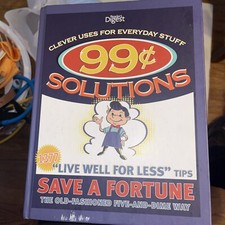 Digest
CLEVER USES FOR EVERYDAY STUFF
99¢
SOLUTIONS
"LIVE WELL FOR LESS" TIPS
SAVE A FORTUNE
THE OLD-FASHIONED FIVE-AND-DIME WAY